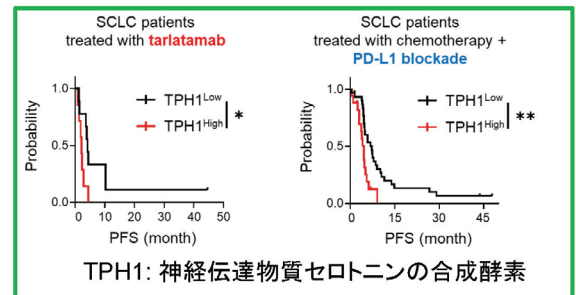 SCLC patients
treated with tarlatamab
Probability
1.0
0.5
0.0
TPH1Low
TPH1High
*
0 10 20 30 40 50
PFS (month)
SCLC patients
treated with chemotherapy +
PD-L1 blockade
Probability
1.0
0.5
0.0
TPH1Low
TPH1High
**
0 15 30 45
PFS (month)
TPH1: 神経伝達物質セロトニンの合成酵素